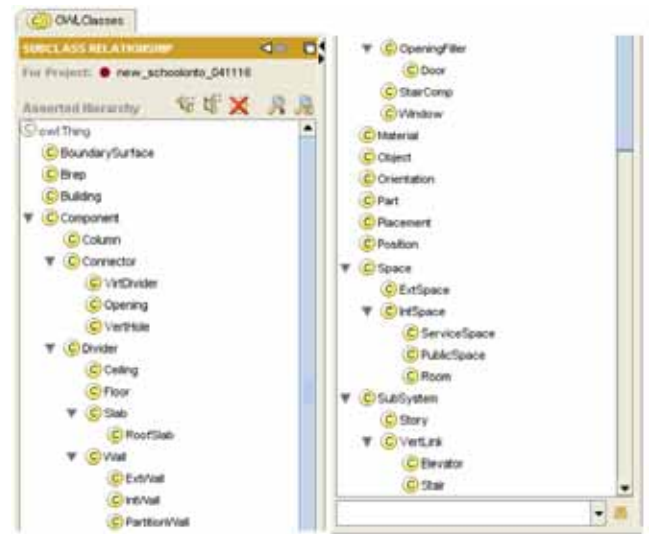 OWLClasses
SUBCLASS RELATIONSHIP
For Project: new_schoolonto_041116
Asserted Hierarchy
owl:Thing
BoundarySurface
Brep
Building
Component
Column
Connector
VirtDivider
Opening
VertHole
Divider
Ceiling
Floor
Slab
RoofSlab
Wall
ExtWall
IntWall
PartitionWall
OpeningFiller
Door
StairComp
Window
Material
Object
Orientation
Part
Placement
Position
Space
ExtSpace
IntSpace
ServiceSpace
PublicSpace
Room
SubSystem
Story
VertLink
Elevator
Stair